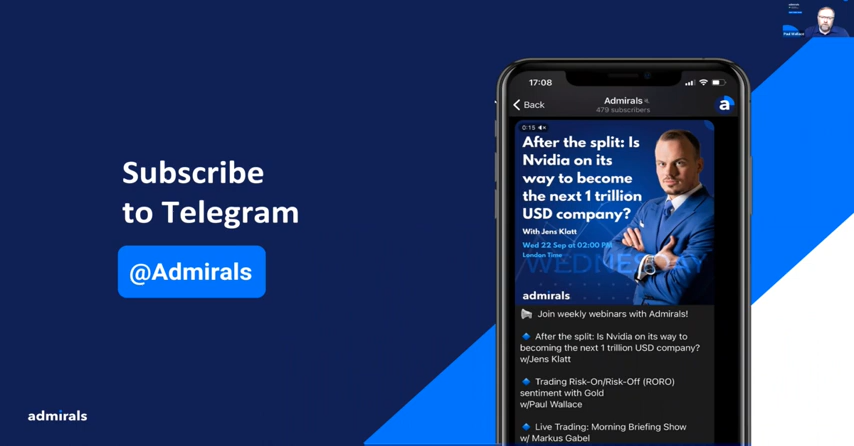 Subscribe
to Telegram
@Admirals
admirals
Paul Wallace
17:08
Back
Admirals
479 subscribers
0:15
After the split: Is
Nvidia on its
way to become
the next 1 trillion
USD company?
With Jens Klatt
Wed 22 Sep at 02:00 PM
London Time
WEDNESDAY
admirals
Join weekly webinars with Admirals!
After the split: Is Nvidia on its way to
becoming the next 1 trillion USD company?
w/Jens Klatt
Trading Risk-On/Risk-Off (RORO)
sentiment with Gold
w/Paul Wallace
Live Trading: Morning Briefing Show
w/ Markus Gabel